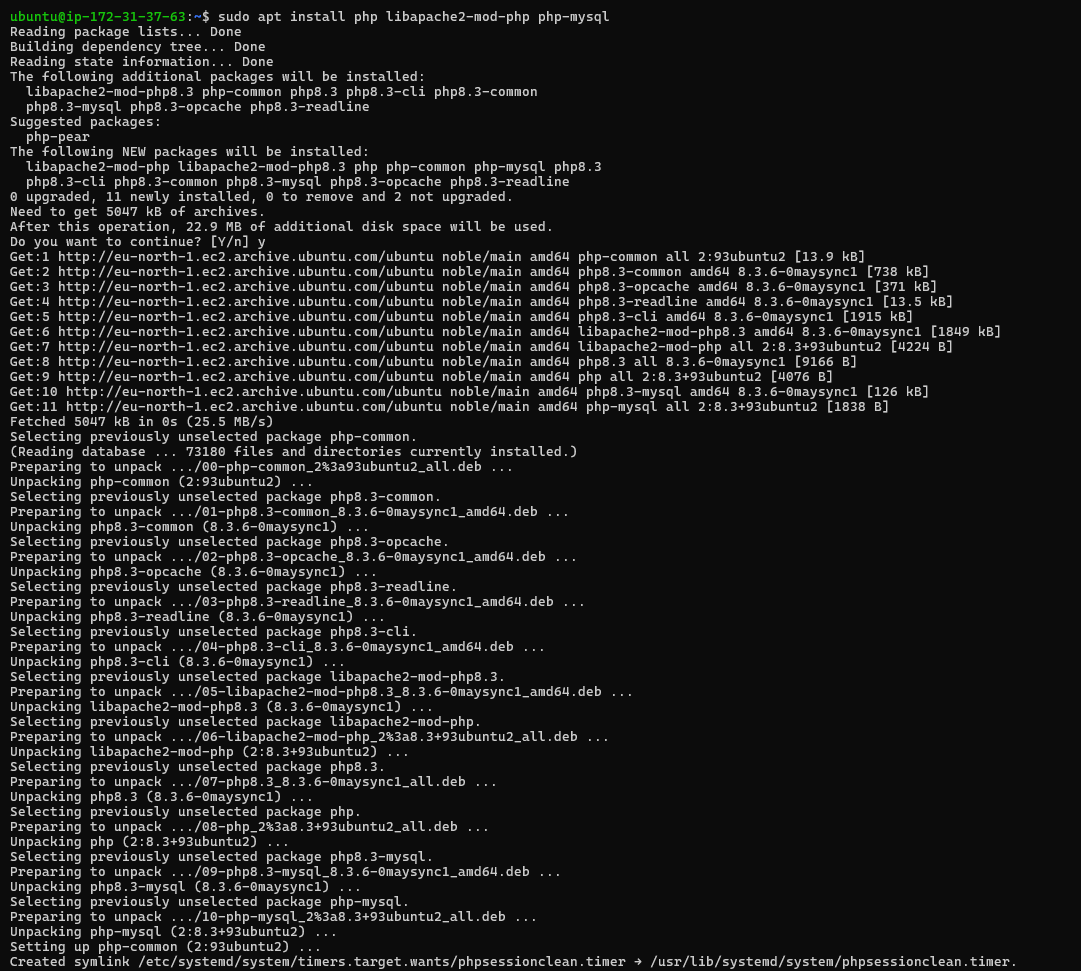 ubuntu@ip-172-31-37-63:~$ sudo apt install php libapache2-mod-php php-mysql
Reading package lists... Done
Building dependency tree... Done
Reading state information... Done
The following additional packages will be installed:
  libapache2-mod-php8.3 php-common php8.3 php8.3-cli php8.3-common
  php8.3-mysql php8.3-opcache php8.3-readline
Suggested packages:
  php-pear
The following NEW packages will be installed:
  libapache2-mod-php libapache2-mod-php8.3 php php-common php-mysql php8.3
  php8.3-cli php8.3-common php8.3-mysql php8.3-opcache php8.3-readline
0 upgraded, 11 newly installed, 0 to remove and 2 not upgraded.
Need to get 5047 kB of archives.
After this operation, 22.9 MB of additional disk space will be used.
Do you want to continue? [Y/n] y
Get:1 http://eu-north-1.ec2.archive.ubuntu.com/ubuntu noble/main amd64 php-common all 2:93ubuntu2 [13.9 kB]
Get:2 http://eu-north-1.ec2.archive.ubuntu.com/ubuntu noble/main amd64 php8.3-common amd64 8.3.6-0maysync1 [738 kB]
Get:3 http://eu-north-1.ec2.archive.ubuntu.com/ubuntu noble/main amd64 php8.3-opcache amd64 8.3.6-0maysync1 [371 kB]
Get:4 http://eu-north-1.ec2.archive.ubuntu.com/ubuntu noble/main amd64 php8.3-readline amd64 8.3.6-0maysync1 [13.5 kB]
Get:5 http://eu-north-1.ec2.archive.ubuntu.com/ubuntu noble/main amd64 php8.3-cli amd64 8.3.6-0maysync1 [1915 kB]
Get:6 http://eu-north-1.ec2.archive.ubuntu.com/ubuntu noble/main amd64 libapache2-mod-php8.3 amd64 8.3.6-0maysync1 [1849 kB]
Get:7 http://eu-north-1.ec2.archive.ubuntu.com/ubuntu noble/main amd64 libapache2-mod-php all 2:8.3+93ubuntu2 [4224 B]
Get:8 http://eu-north-1.ec2.archive.ubuntu.com/ubuntu noble/main amd64 php8.3 all 8.3.6-0maysync1 [9166 B]
Get:9 http://eu-north-1.ec2.archive.ubuntu.com/ubuntu noble/main amd64 php all 2:8.3+93ubuntu2 [4076 B]
Get:10 http://eu-north-1.ec2.archive.ubuntu.com/ubuntu noble/main amd64 php8.3-mysql amd64 8.3.6-0maysync1 [126 kB]
Get:11 http://eu-north-1.ec2.archive.ubuntu.com/ubuntu noble/main amd64 php-mysql all 2:8.3+93ubuntu2 [1838 B]
Fetched 5047 kB in 0s (25.5 MB/s)
Selecting previously unselected package php-common.
(Reading database ... 73180 files and directories currently installed.)
Preparing to unpack .../00-php-common_2%3a93ubuntu2_all.deb ...
Unpacking php-common (2:93ubuntu2) ...
Selecting previously unselected package php8.3-common.
Preparing to unpack .../01-php8.3-common_8.3.6-0maysync1_amd64.deb ...
Unpacking php8.3-common (8.3.6-0maysync1) ...
Selecting previously unselected package php8.3-opcache.
Preparing to unpack .../02-php8.3-opcache_8.3.6-0maysync1_amd64.deb ...
Unpacking php8.3-opcache (8.3.6-0maysync1) ...
Selecting previously unselected package php8.3-readline.
Preparing to unpack .../03-php8.3-readline_8.3.6-0maysync1_amd64.deb ...
Unpacking php8.3-readline (8.3.6-0maysync1) ...
Selecting previously unselected package php8.3-cli.
Preparing to unpack .../04-php8.3-cli_8.3.6-0maysync1_amd64.deb ...
Unpacking php8.3-cli (8.3.6-0maysync1) ...
Selecting previously unselected package libapache2-mod-php8.3.
Preparing to unpack .../05-libapache2-mod-php8.3_8.3.6-0maysync1_amd64.deb ...
Unpacking libapache2-mod-php8.3 (8.3.6-0maysync1) ...
Selecting previously unselected package libapache2-mod-php.
Preparing to unpack .../06-libapache2-mod-php_2%3a8.3+93ubuntu2_all.deb ...
Unpacking libapache2-mod-php (2:8.3+93ubuntu2) ...
Selecting previously unselected package php8.3.
Preparing to unpack .../07-php8.3_8.3.6-0maysync1_all.deb ...
Unpacking php8.3 (8.3.6-0maysync1) ...
Selecting previously unselected package php.
Preparing to unpack .../08-php_2%3a8.3+93ubuntu2_all.deb ...
Unpacking php (2:8.3+93ubuntu2) ...
Selecting previously unselected package php8.3-mysql.
Preparing to unpack .../09-php8.3-mysql_8.3.6-0maysync1_amd64.deb ...
Unpacking php8.3-mysql (8.3.6-0maysync1) ...
Selecting previously unselected package php-mysql.
Preparing to unpack .../10-php-mysql_2%3a8.3+93ubuntu2_all.deb ...
Unpacking php-mysql (2:8.3+93ubuntu2) ...
Setting up php-common (2:93ubuntu2) ...
Created symlink /etc/systemd/system/timers.target.wants/phpsessionclean.timer → /usr/lib/systemd/system/phpsessionclean.timer.